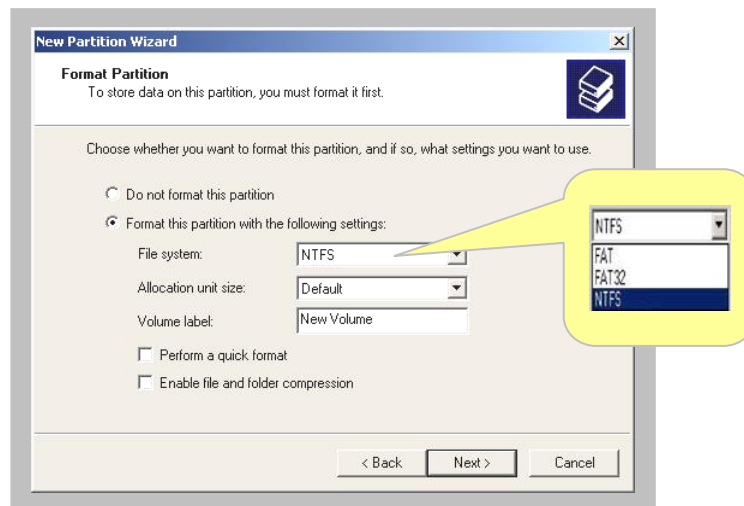 New Partition Wizard
Format Partition
To store data on this partition, you must format it first.
Choose whether you want to format this partition, and if so, what settings you want to use.
Do not format this partition
Format this partition with the following settings:
File system: NTFS
Allocation unit size: Default
Volume label: New Volume
Perform a quick format
Enable file and folder compression
< Back Next > Cancel
NTFS
FAT
FAT32
NTFS